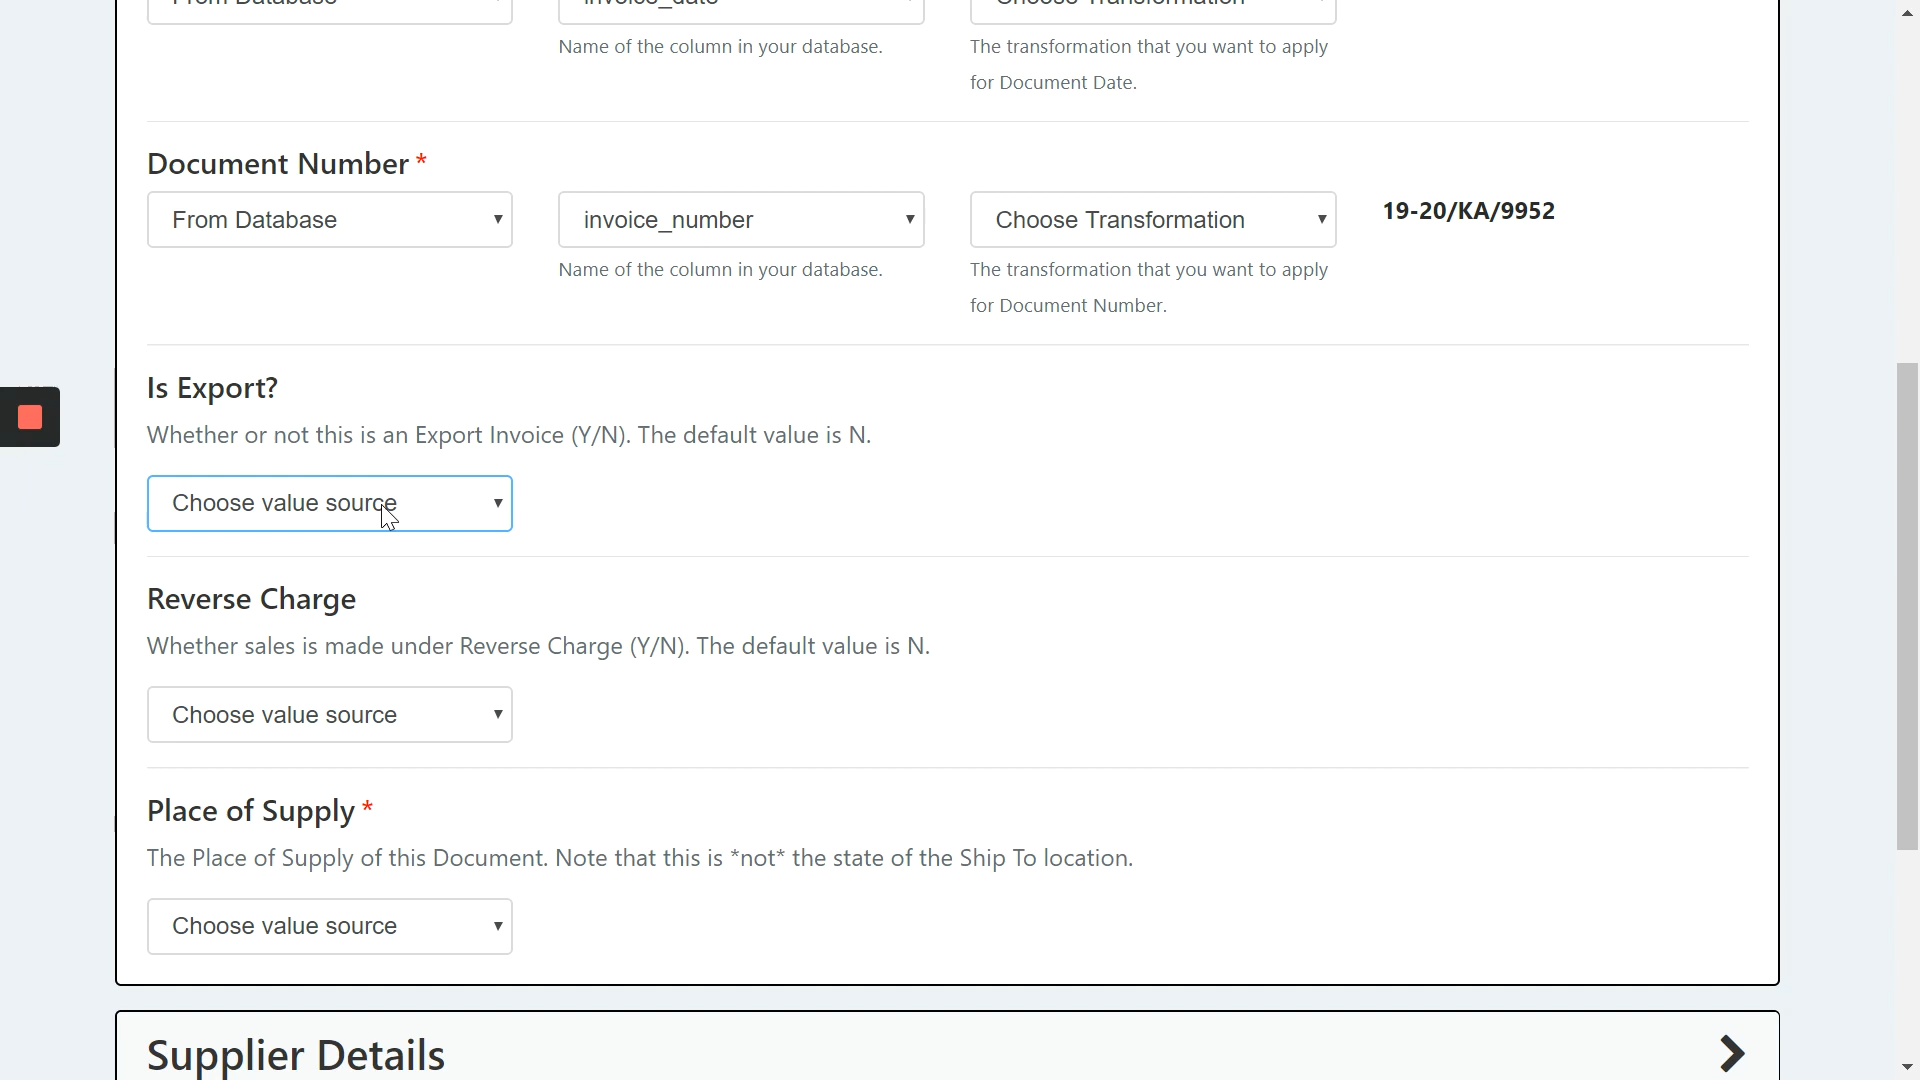 From Database invoice_date Choose Transformation
Name of the column in your database. The transformation that you want to apply
for Document Date.
Document Number *
From Database invoice_number Choose Transformation 19-20/KA/9952
Name of the column in your database. The transformation that you want to apply
for Document Number.
Is Export?
Whether or not this is an Export Invoice (Y/N). The default value is N.
Choose value source
Reverse Charge
Whether sales is made under Reverse Charge (Y/N). The default value is N.
Choose value source
Place of Supply *
The Place of Supply of this Document. Note that this is *not* the state of the Ship To location.
Choose value source
Supplier Details